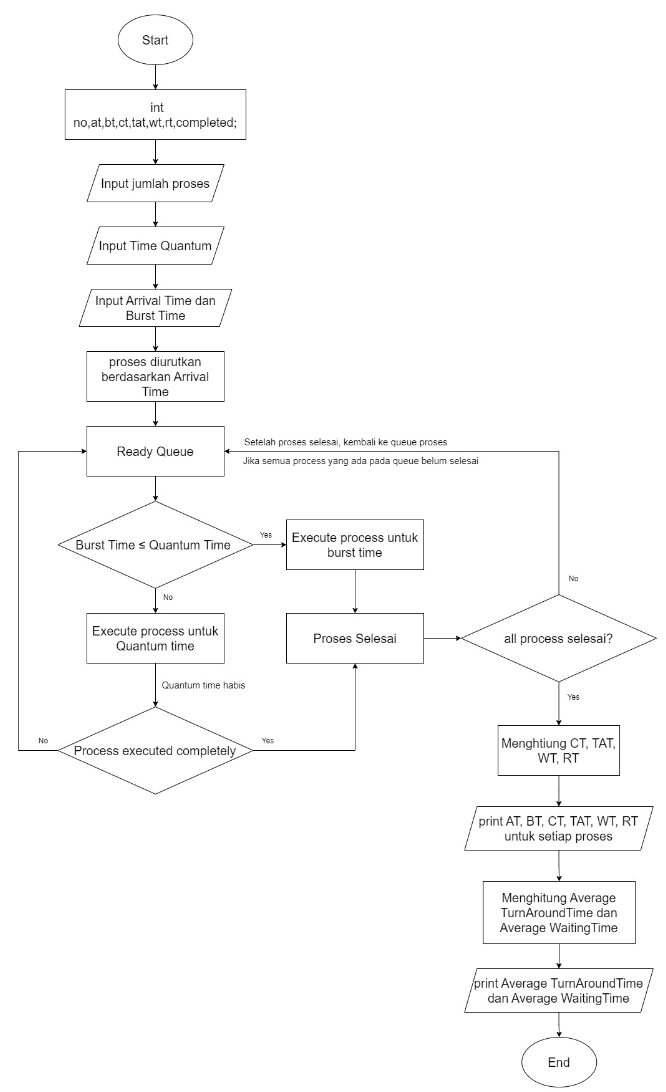 Start
int
no,at,bt,ct,tat,wt,rt,completed;
Input jumlah proses
Input Time Quantum
Input Arrival Time dan
Burst Time
proses diurutkan
berdasarkan Arrival
Time
Ready Queue
Setelah proses selesai, kembali ke queue proses
Jika semua process yang ada pada queue belum selesai
Burst Time ≤ Quantum Time
Yes
Execute process untuk
burst time
No
Execute process untuk
Quantum time
Proses Selesai
all process selesai?
No
Quantum time habis
Process executed completely
No
Yes
Yes
Menghtiung CT, TAT,
WT, RT
print AT, BT, CT, TAT, WT, RT
untuk setiap proses
Menghitung Average
TurnAroundTime dan
Average WaitingTime
print Average TurnAroundTime
dan Average WaitingTime
End